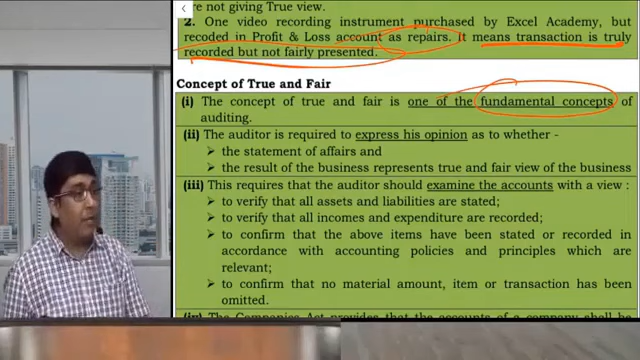 are not giving True view.
2. One video recording instrument purchased by Excel Academy, but
recoded in Profit & Loss account as repairs. It means transaction is truly
recorded but not fairly presented.
Concept of True and Fair
(i) The concept of true and fair is one of the fundamental concepts of
auditing.
(ii) The auditor is required to express his opinion as to whether -
➤ the statement of affairs and
➤ the result of the business represents true and fair view of the business
(iii) This requires that the auditor should examine the accounts with a view :
➤ to verify that all assets and liabilities are stated;
➤ to verify that all incomes and expenditure are recorded;
➤ to confirm that the above items have been stated or recorded in
accordance with accounting policies and principles which are
relevant;
➤ to confirm that no material amount, item or transaction has been
omitted.
(iv) The Companies Act provides that the accounts of a company shall be